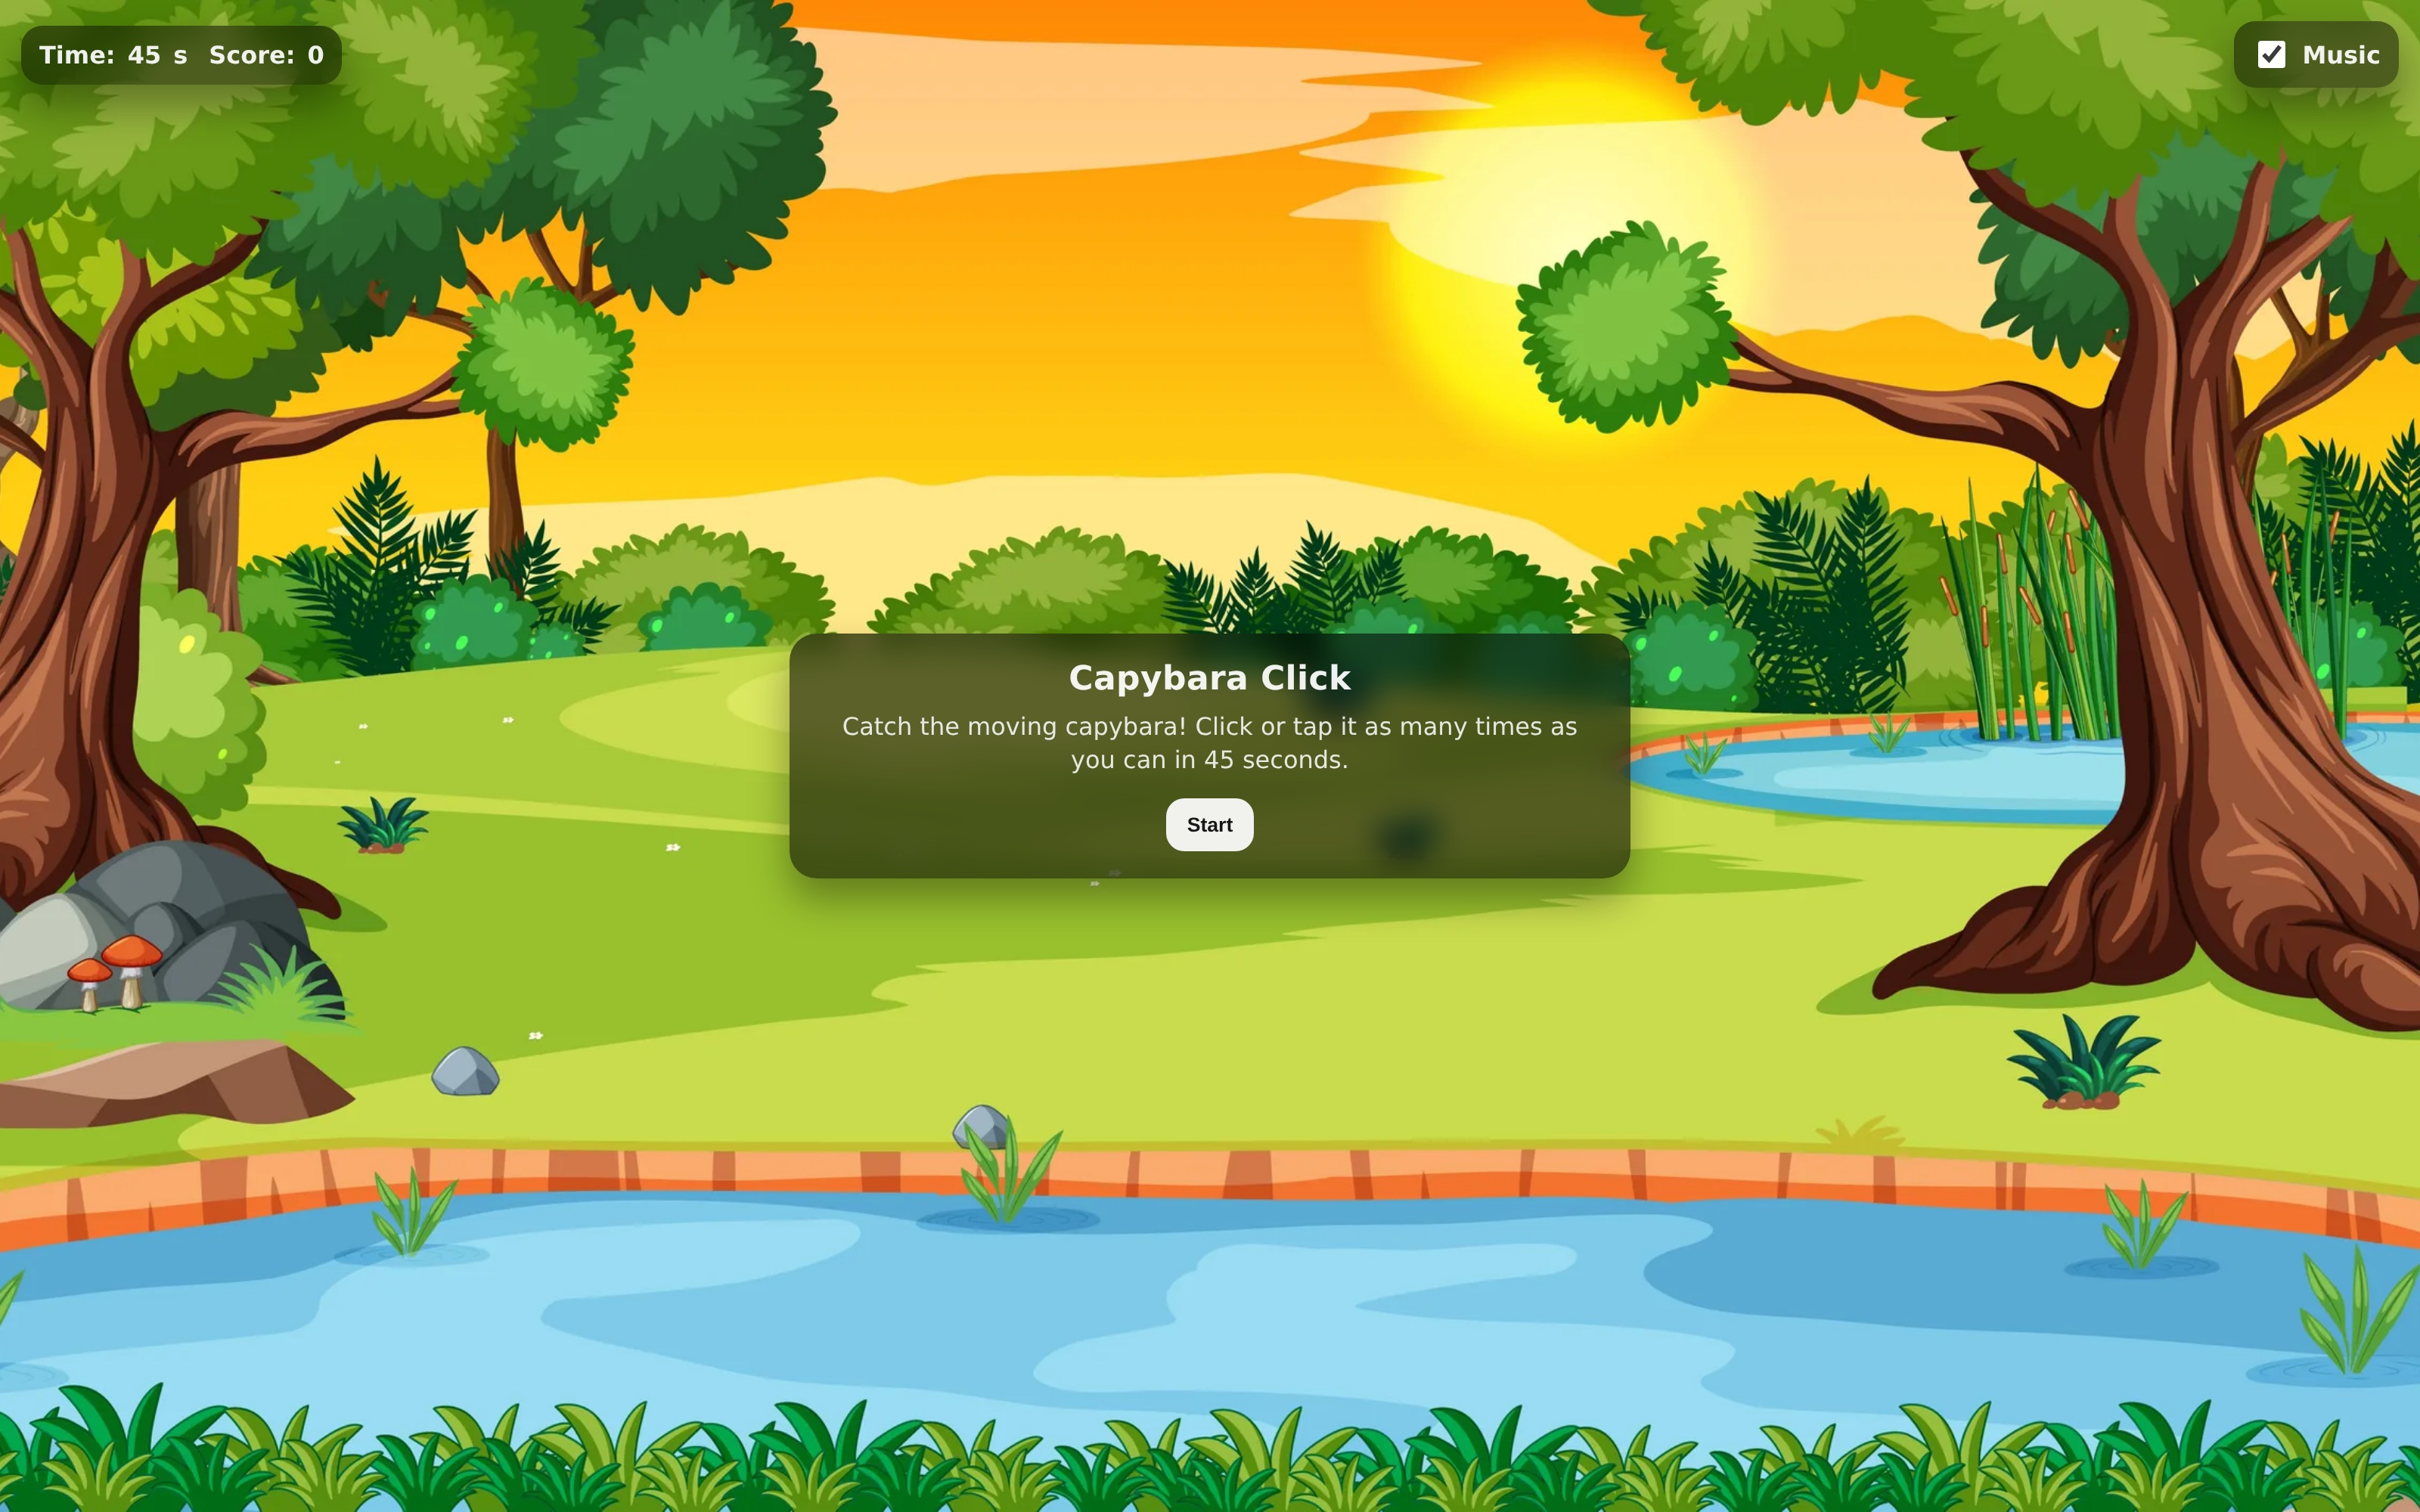 Time: 45 s Score: 0
Music
Capybara Click
Catch the moving capybara! Click or tap it as many times as
you can in 45 seconds.
Start